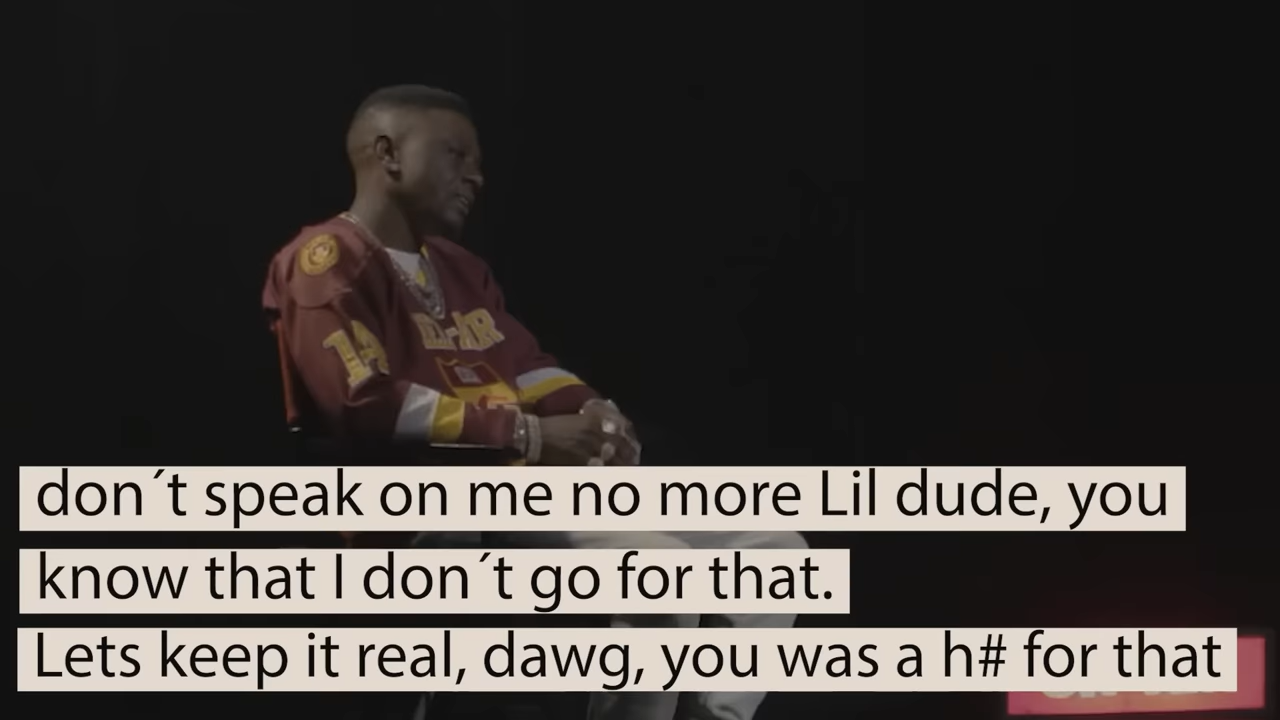 14
don´t speak on me no more Lil dude, you
know that I don´t go for that.
Lets keep it real, dawg, you was a h# for that